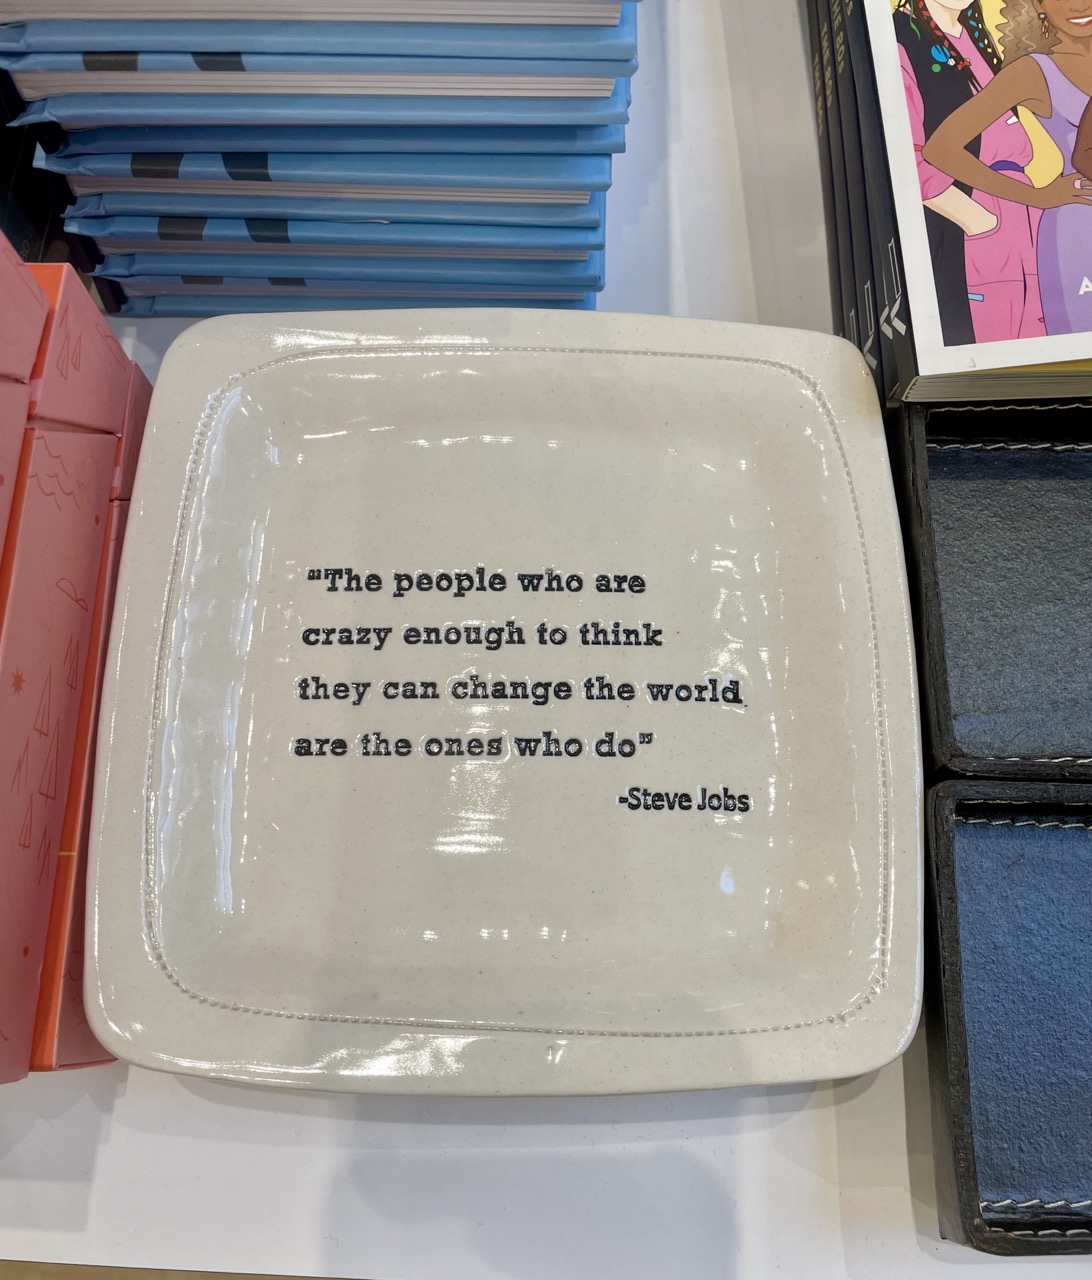 "The people who are
crazy enough to think
they can change the world
are the ones who do"
-Steve Jobs